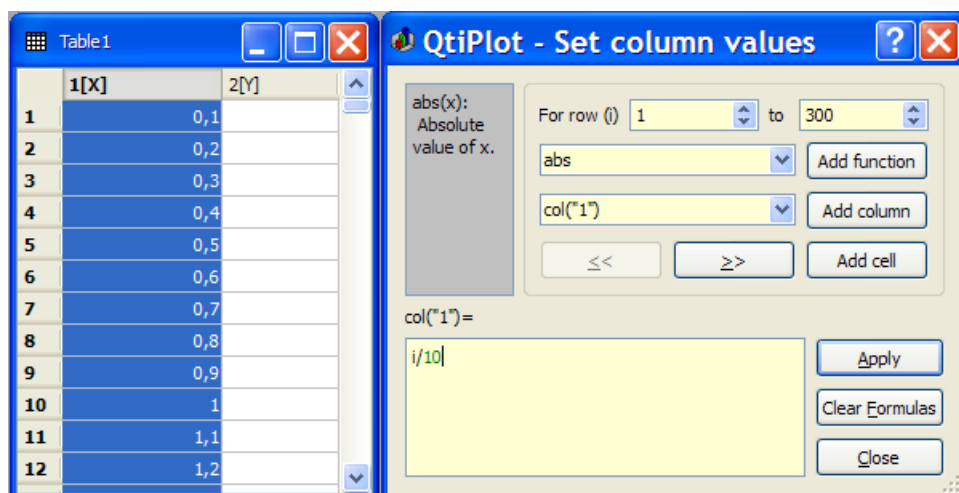 Table1
1[X] 2[Y]
1 0,1
2 0,2
3 0,3
4 0,4
5 0,5
6 0,6
7 0,7
8 0,8
9 0,9
10 1
11 1,1
12 1,2
QtiPlot - Set column values
abs(x):
Absolute
value of x.
For row (i) 1 to 300
abs Add function
col("1") Add column
<< >> Add cell
col("1")=
i/10
Apply
Clear Formulas
Close